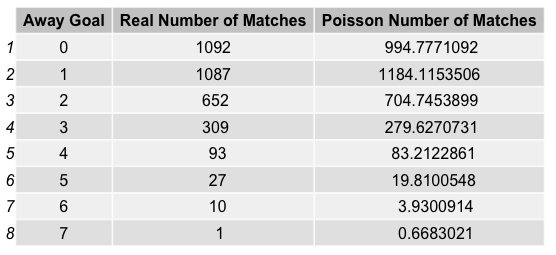 Away Goal Real Number of Matches Poisson Number of Matches
1 0 1092 994.7771092
2 1 1087 1184.1153506
3 2 652 704.7453899
4 3 309 279.6270731
5 4 93 83.2122861
6 5 27 19.8100548
7 6 10 3.9300914
8 7 1 0.6683021